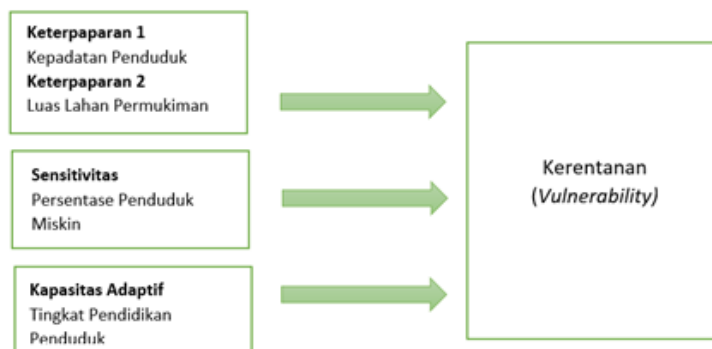 Keterpaparan 1
Kepadatan Penduduk
Keterpaparan 2
Luas Lahan Permukiman
Sensitivitas
Persentase Penduduk
Miskin
Kapasitas Adaptif
Tingkat Pendidikan
Penduduk
Kerentanan
(Vulnerability)